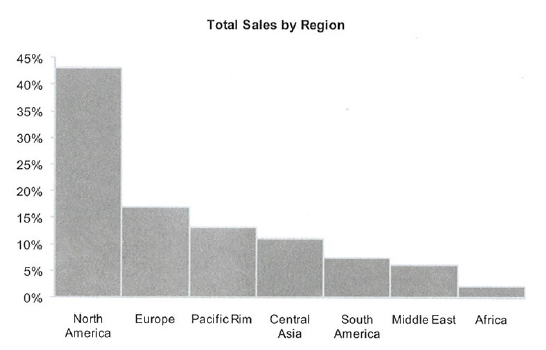 Total Sales by Region
45%
40%
35%
30%
25%
20%
15%
10%
5%
0%
North America
Europe
Pacific Rim
Central Asia
South America
Middle East
Africa